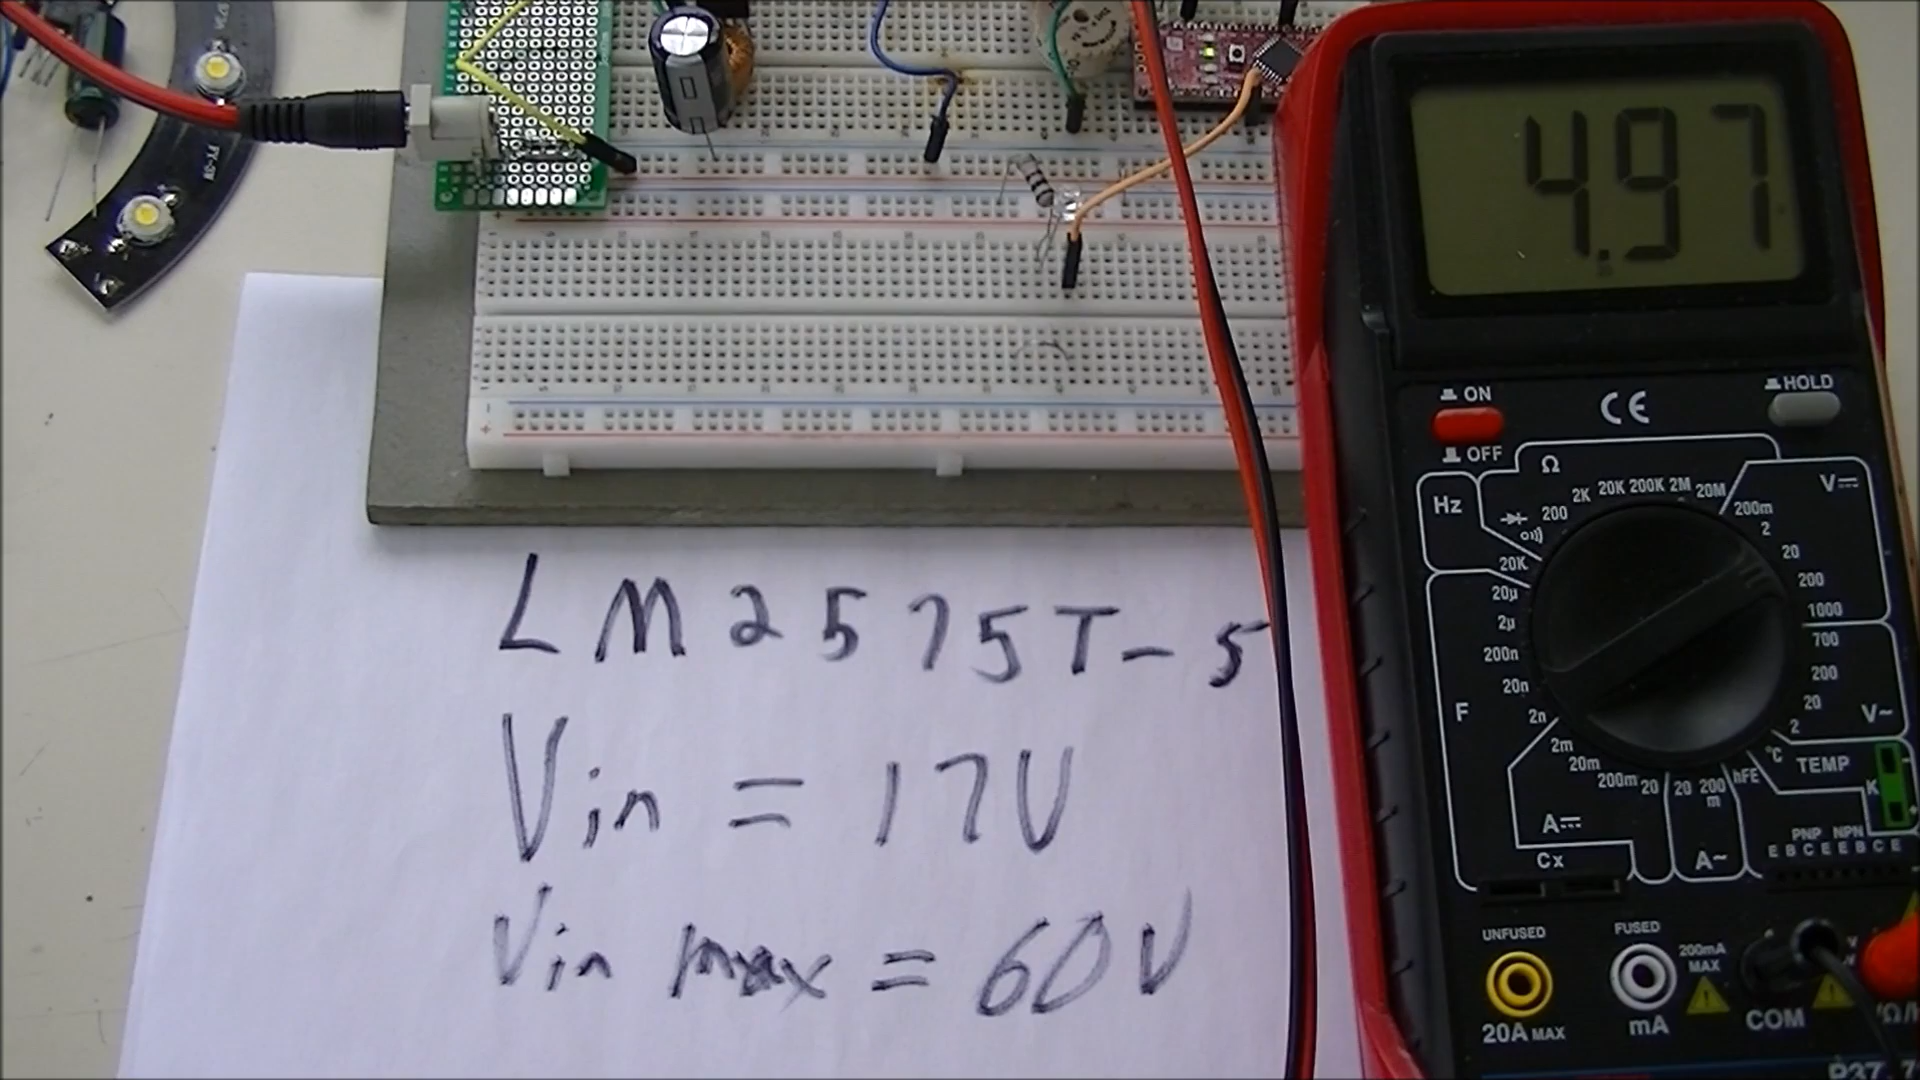 4.97
ON
HOLD
CE
OFF
Ω
Hz
200 2K 20K 200K 2M 20M
V
200m
2
20
200
1000
20K
20µ
2µ
200n
20n
2n
F
700
200
20
2
V~
2m
20m
200m
20
20
200
m
hFE
°C
TEMP
K
A
Cx
A~
PNP NPN
E B C E E B C E
UNFUSED
FUSED
200mA
MAX
20A MAX
mA
COM
LM2575T-5
Vin = 17V
Vin max = 60V